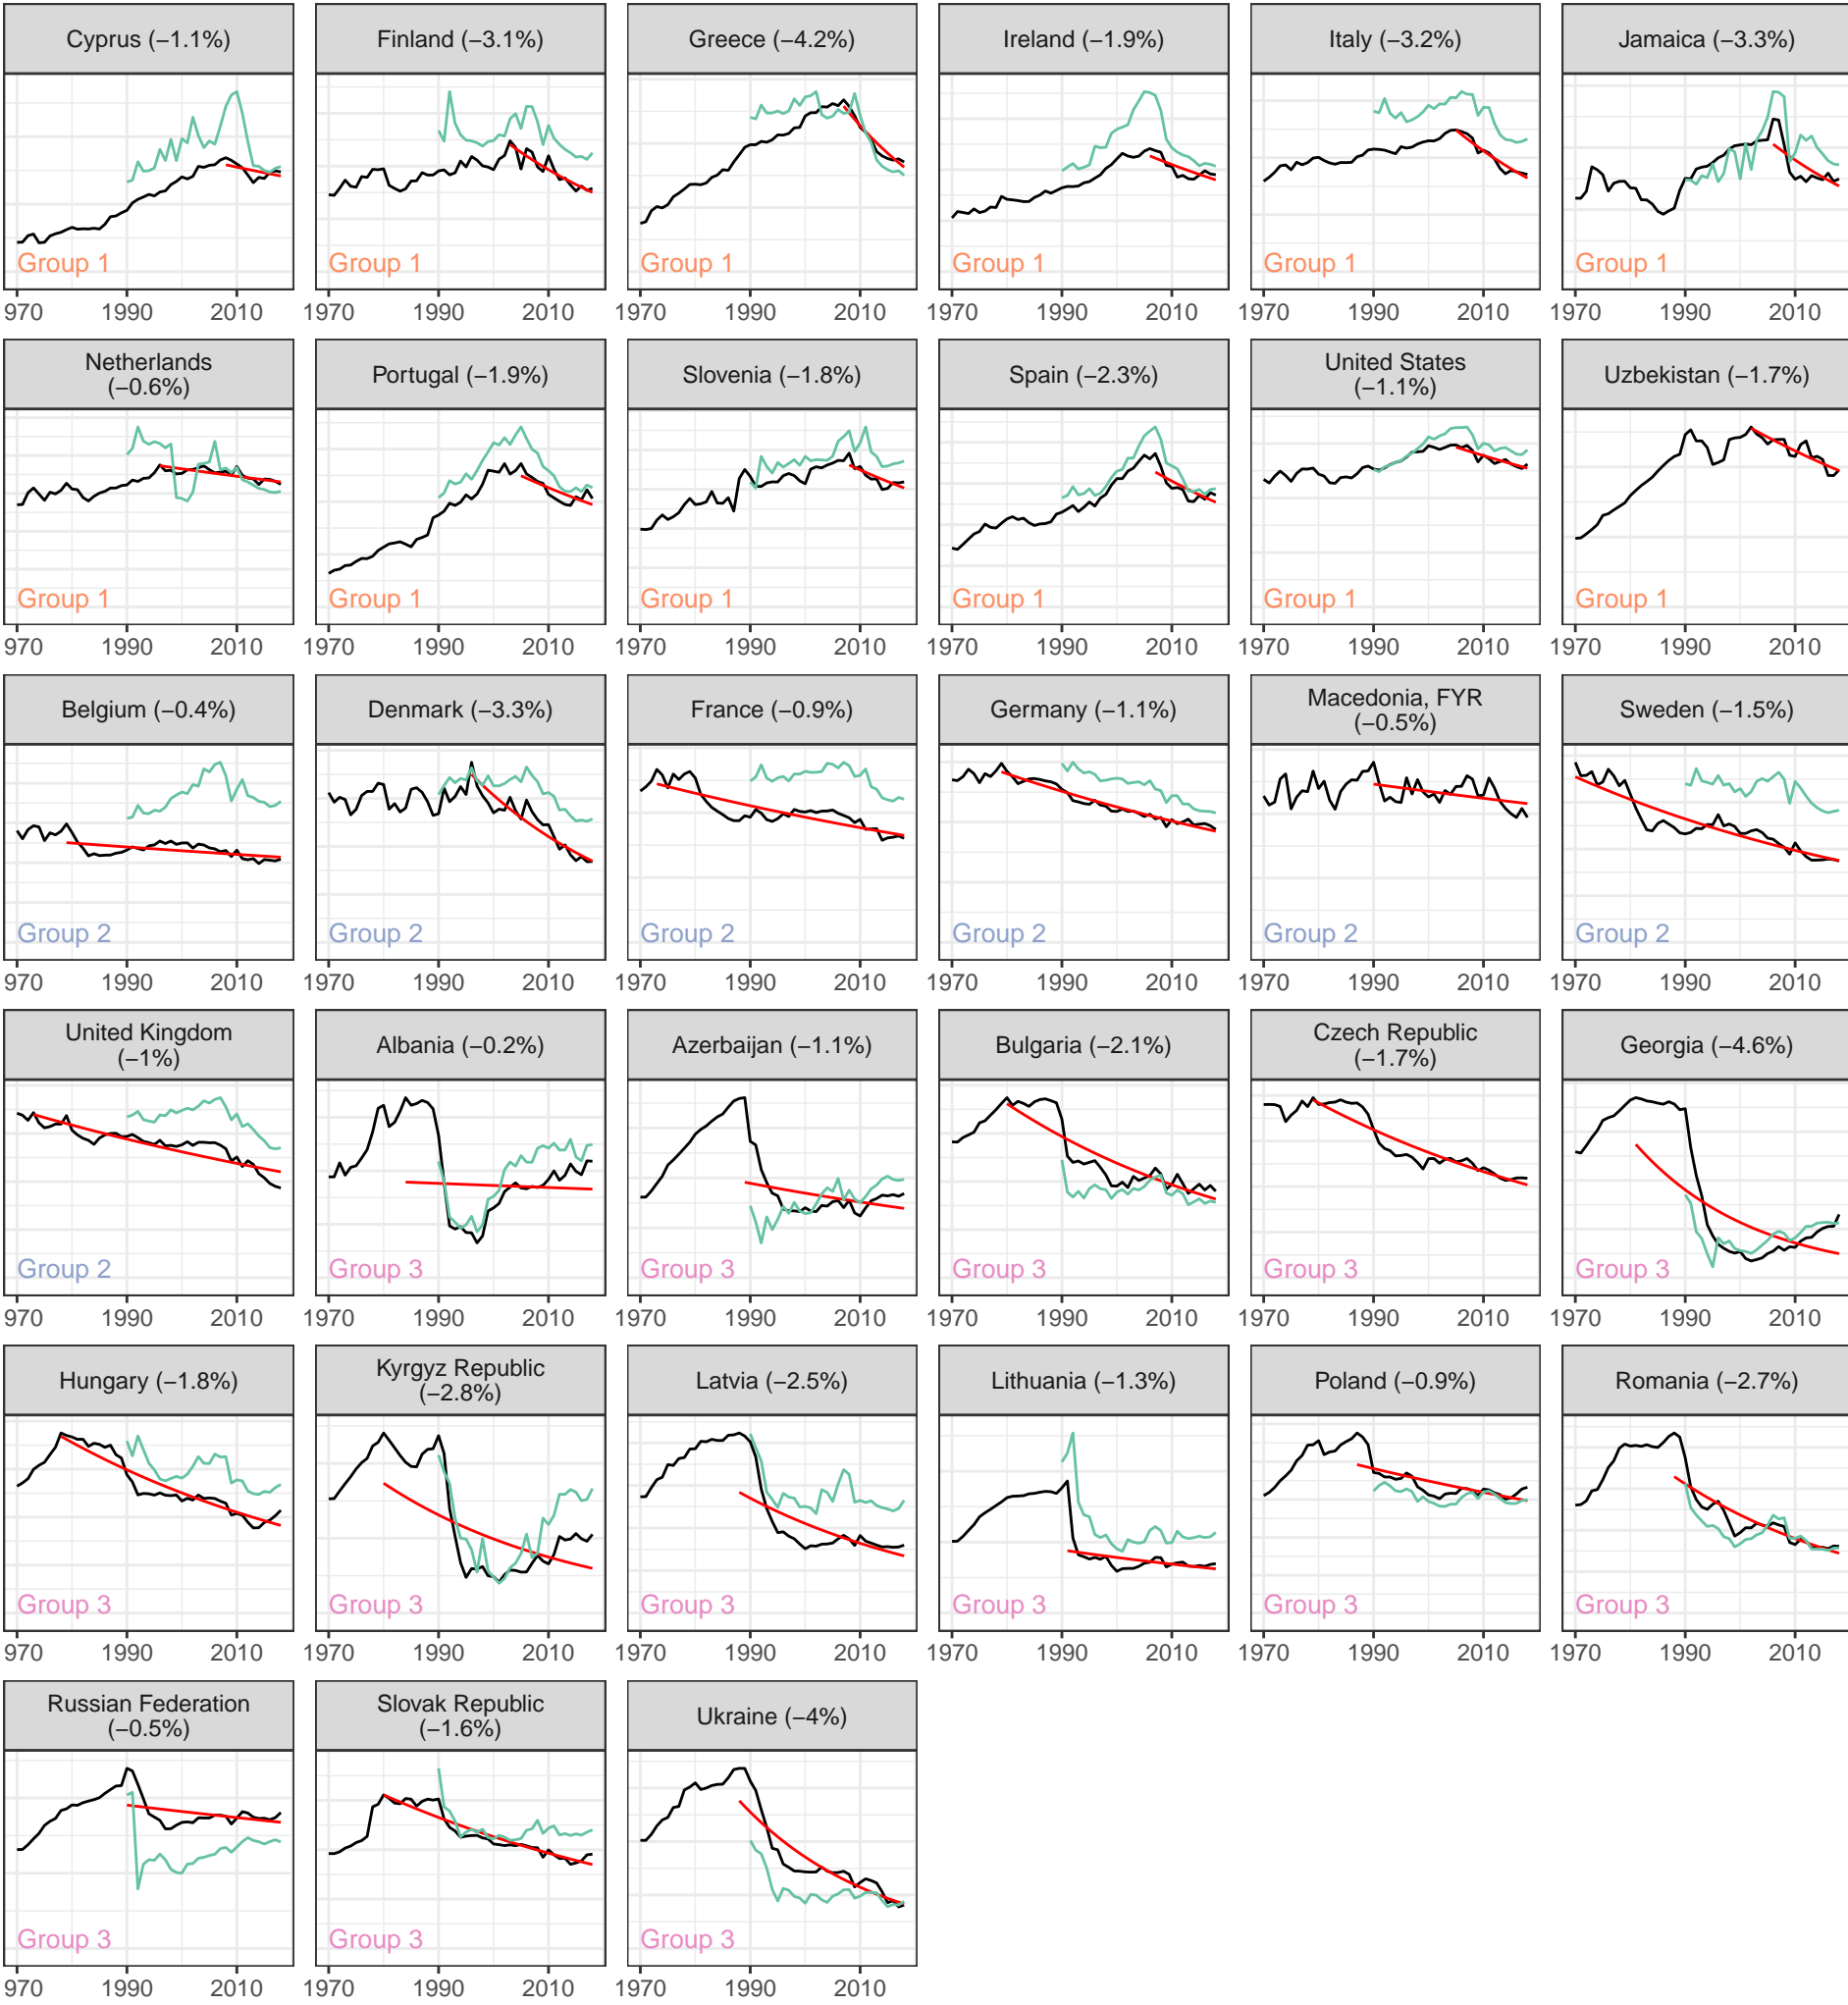 Cyprus (−1.1%)
Finland (−3.1%)
Greece (−4.2%)
Ireland (−1.9%)
Italy (−3.2%)
Jamaica (−3.3%)
Group 1
Group 1
Group 1
Group 1
Group 1
Group 1
970 1990 2010
1970 1990 2010
1970 1990 2010
1970 1990 2010
1970 1990 2010
1970 1990 2010
Netherlands
(−0.6%)
Portugal (−1.9%)
Slovenia (−1.8%)
Spain (−2.3%)
United States
(−1.1%)
Uzbekistan (−1.7%)
Group 1
Group 1
Group 1
Group 1
Group 1
Group 1
970 1990 2010
1970 1990 2010
1970 1990 2010
1970 1990 2010
1970 1990 2010
1970 1990 2010
Belgium (−0.4%)
Denmark (−3.3%)
France (−0.9%)
Germany (−1.1%)
Macedonia, FYR
(−0.5%)
Sweden (−1.5%)
Group 2
Group 2
Group 2
Group 2
Group 2
Group 2
970 1990 2010
1970 1990 2010
1970 1990 2010
1970 1990 2010
1970 1990 2010
1970 1990 2010
United Kingdom
(−1%)
Albania (−0.2%)
Azerbaijan (−1.1%)
Bulgaria (−2.1%)
Czech Republic
(−1.7%)
Georgia (−4.6%)
Group 2
Group 3
Group 3
Group 3
Group 3
Group 3
970 1990 2010
1970 1990 2010
1970 1990 2010
1970 1990 2010
1970 1990 2010
1970 1990 2010
Hungary (−1.8%)
Kyrgyz Republic
(−2.8%)
Latvia (−2.5%)
Lithuania (−1.3%)
Poland (−0.9%)
Romania (−2.7%)
Group 3
Group 3
Group 3
Group 3
Group 3
Group 3
970 1990 2010
1970 1990 2010
1970 1990 2010
1970 1990 2010
1970 1990 2010
1970 1990 2010
Russian Federation
(−0.5%)
Slovak Republic
(−1.6%)
Ukraine (−4%)
Group 3
Group 3
Group 3
970 1990 2010
1970 1990 2010
1970 1990 2010